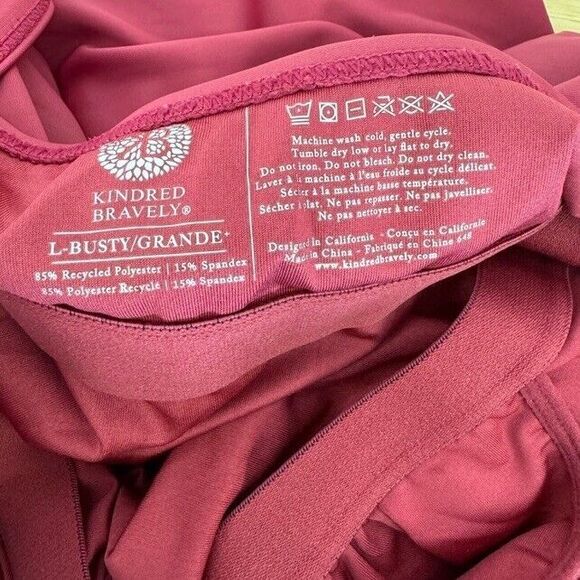 KINDRED
BRAVELY®
L-BUSTY/GRANDE+
85% Recycled Polyester | 15% Spandex
85% Polyester Recyclé | 15% Spandex
Machine wash cold, gentle cycle.
Tumble dry low or lay flat to dry.
Do not iron. Do not bleach. Do not dry clean.
Laver à la machine à l'eau froide au cycle délicat.
Sécher à la machine basse température.
Sécher à plat. Ne pas repasser. Ne pas javelliser.
Ne pas nettoyer à sec.
Designed in California - Conçu en Californie
Made in China - Fabriqué en Chine 648
www.kindredbravely.com